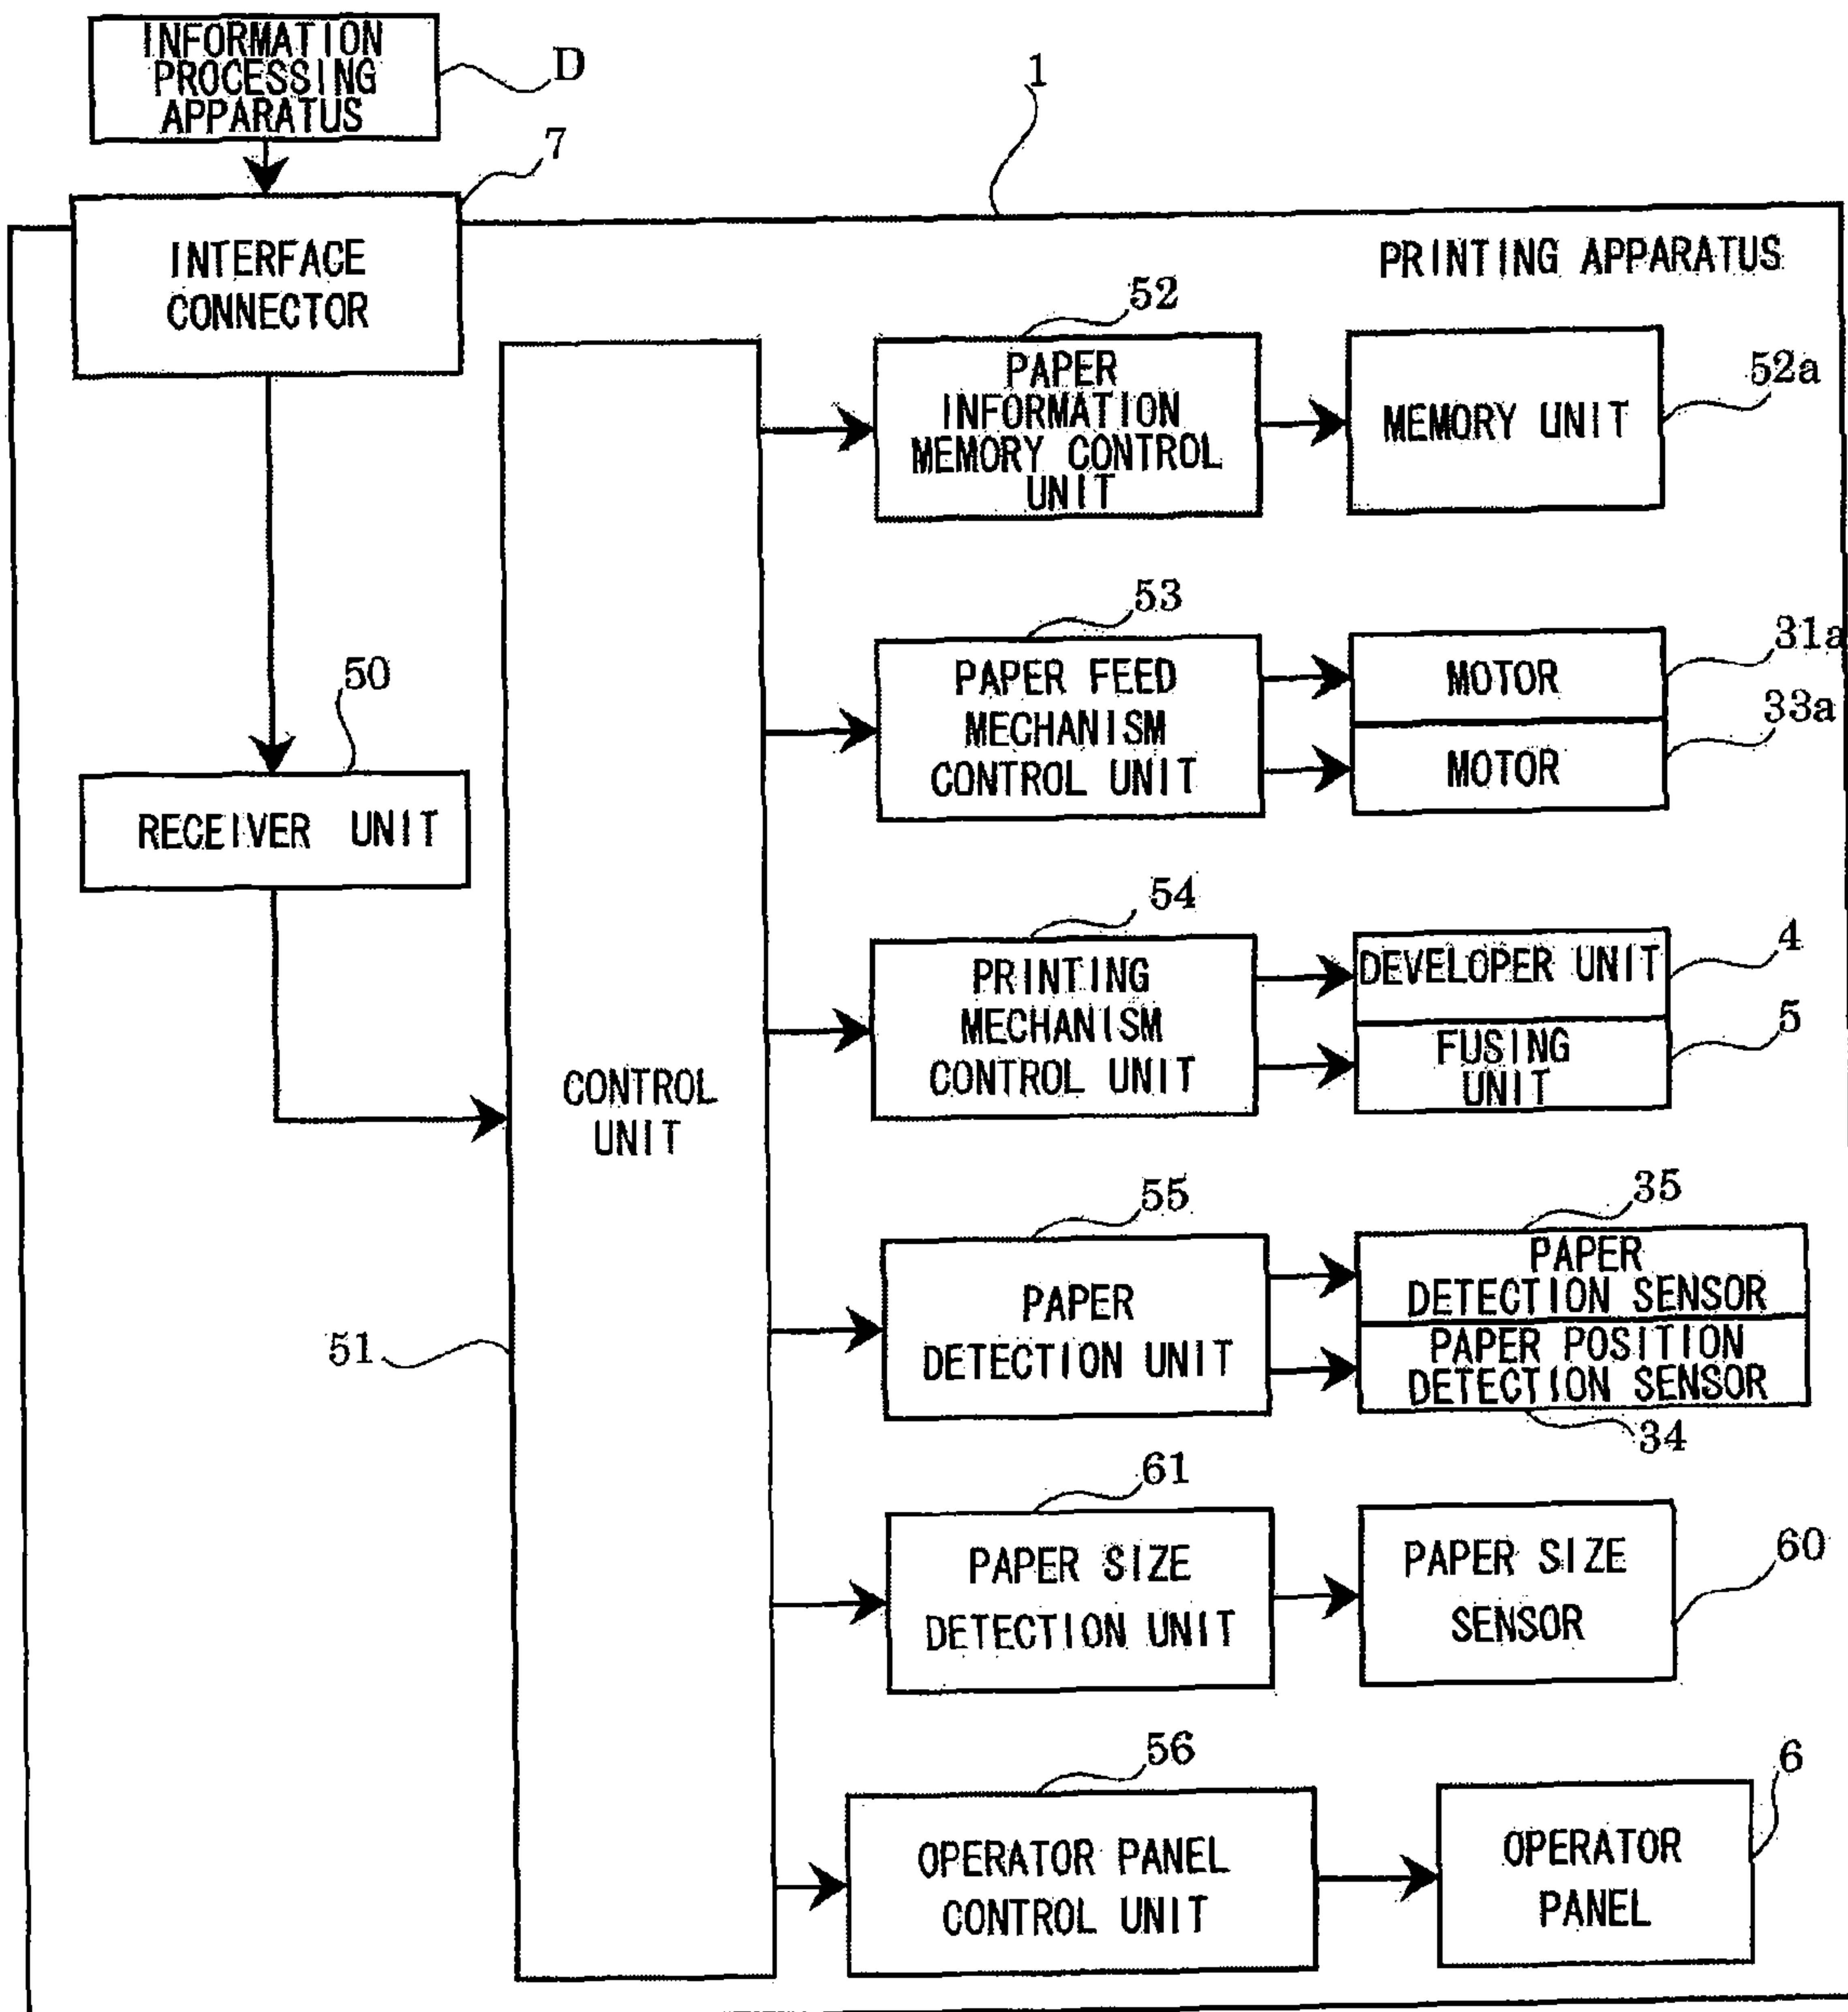 INFORMATION
PROCESSING
APPARATUS
D
1
7
INTERFACE
CONNECTOR
PRINTING APPARATUS
52
PAPER
INFORMATION
MEMORY CONTROL
UNIT
MEMORY UNIT
52a
53
PAPER FEED
MECHANISM
CONTROL UNIT
MOTOR
31a
MOTOR
33a
50
RECEIVER UNIT
54
PRINTING
MECHANISM
CONTROL UNIT
DEVELOPER UNIT
4
FUSING
UNIT
5
CONTROL
UNIT
51
55
PAPER
DETECTION UNIT
35
PAPER
DETECTION SENSOR
PAPER POSITION
DETECTION SENSOR
34
61
PAPER SIZE
DETECTION UNIT
PAPER SIZE
SENSOR
60
56
OPERATOR PANEL
CONTROL UNIT
OPERATOR
PANEL
6